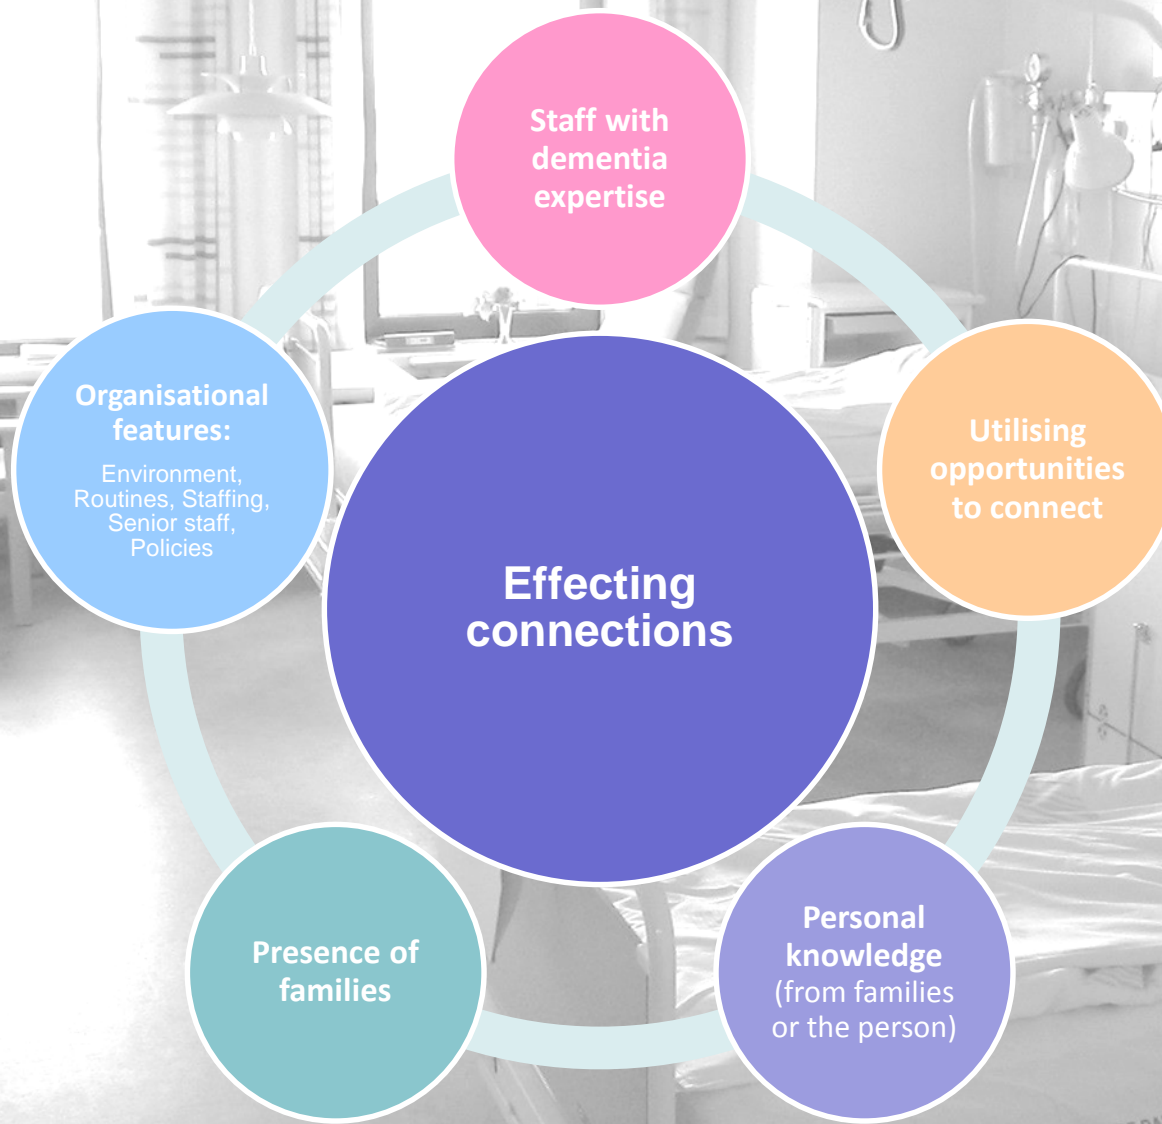 Staff with
dementia
expertise
Utilising
opportunities
to connect
Personal
knowledge
(from families
or the person)
Presence of
families
Organisational
features:
Environment,
Routines, Staffing,
Senior staff,
Policies
Effecting
connections